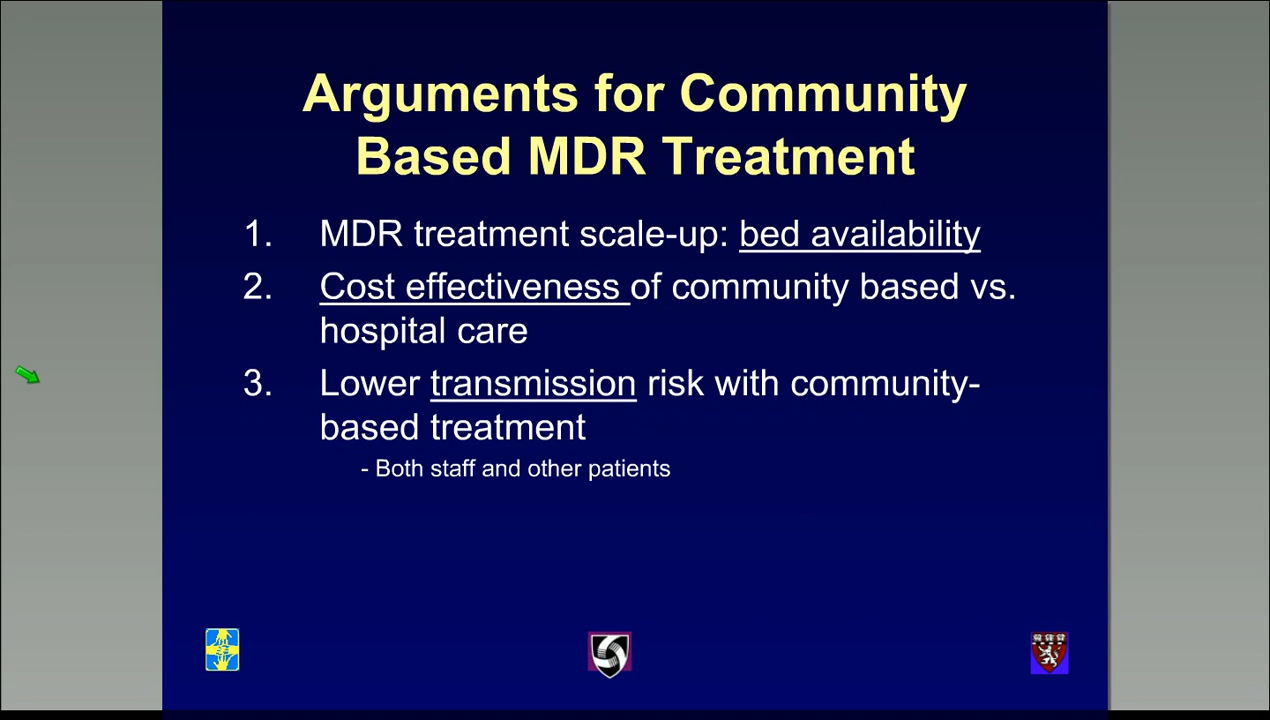 Arguments for Community
Based MDR Treatment
1. MDR treatment scale-up: bed availability
2. Cost effectiveness of community based vs.
hospital care
3. Lower transmission risk with community-
based treatment
- Both staff and other patients